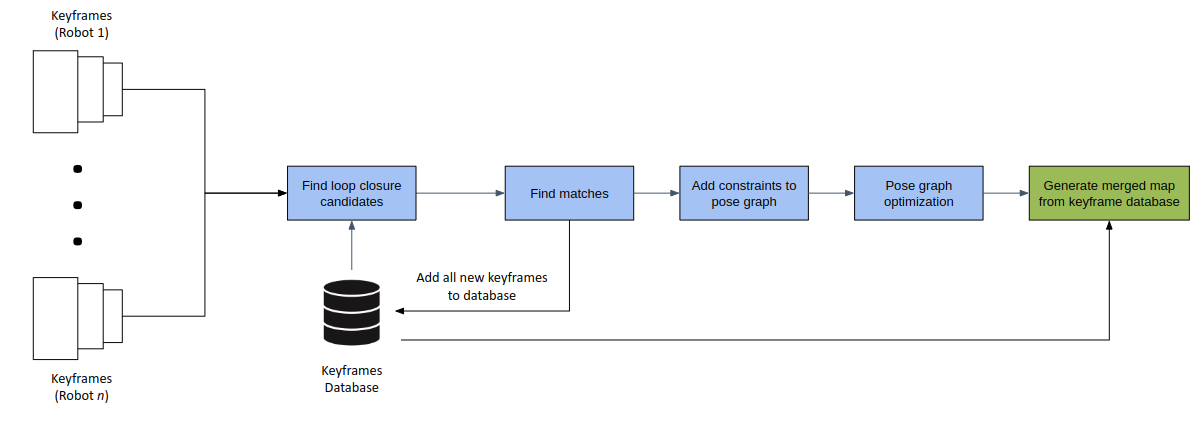 Keyframes
(Robot 1)
Find loop closure
candidates
Find matches
Add constraints to
pose graph
Pose graph
optimization
Generate merged map
from keyframe database
Add all new keyframes
to database
Keyframes
Database
Keyframes
(Robot n)